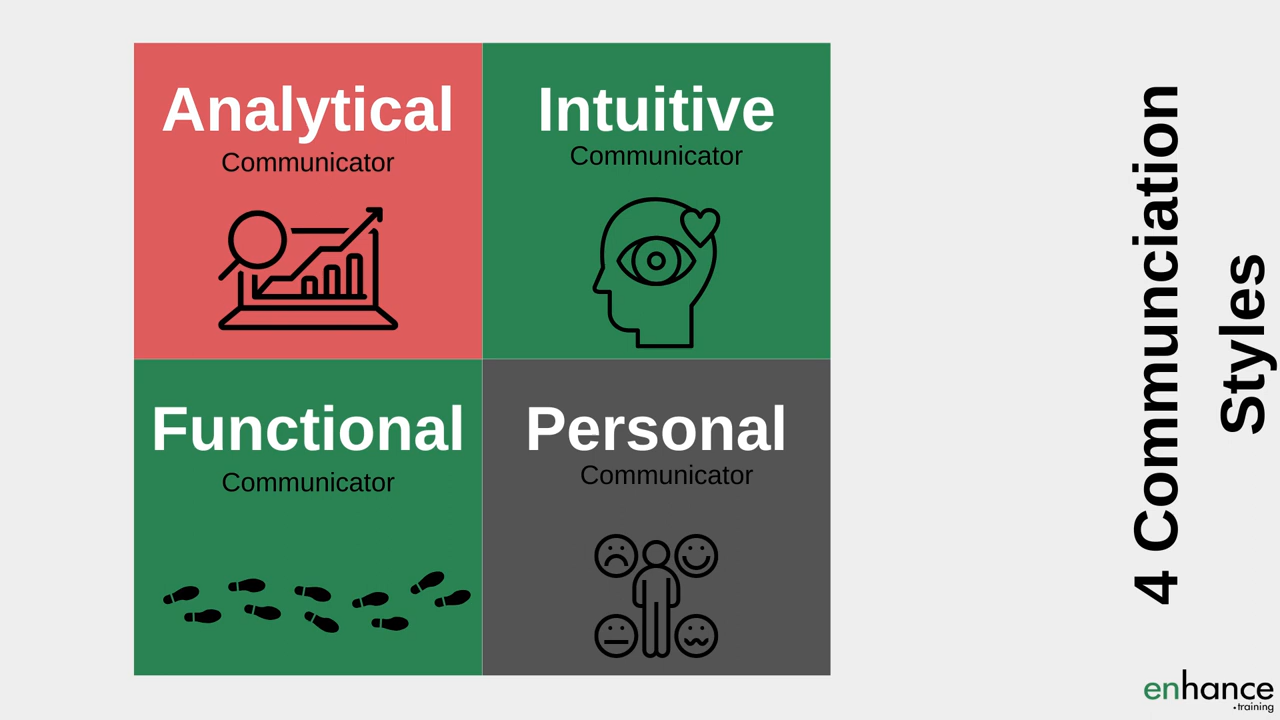 Analytical
Communicator
Intuitive
Communicator
Functional
Communicator
Personal
Communicator
4 Communciation
Styles
enhance
training